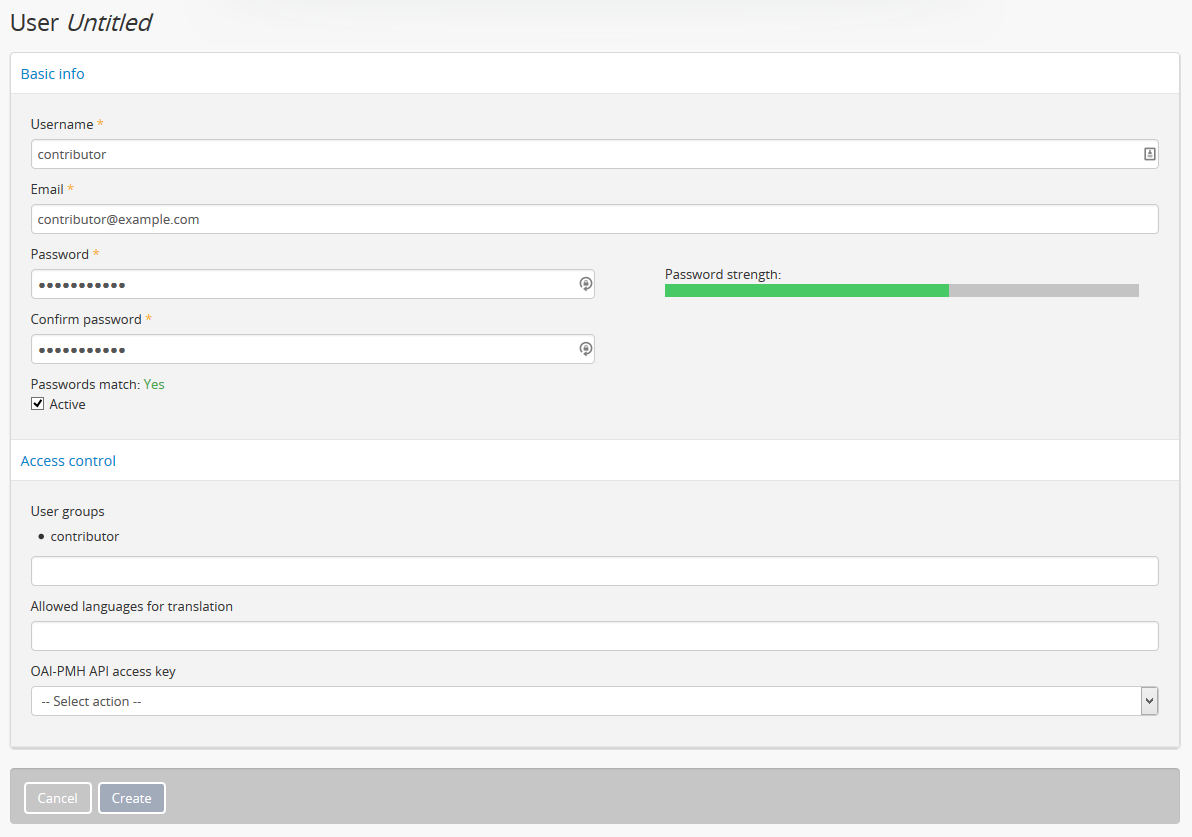 User Untitled
Basic info
Username *
contributor
Email *
contributor@example.com
Password *
●●●●●●●●●●●
Password strength:
Confirm password *
●●●●●●●●●●●
Passwords match: Yes
Active
Access control
User groups
• contributor
Allowed languages for translation
OAI-PMH API access key
-- Select action --
Cancel Create